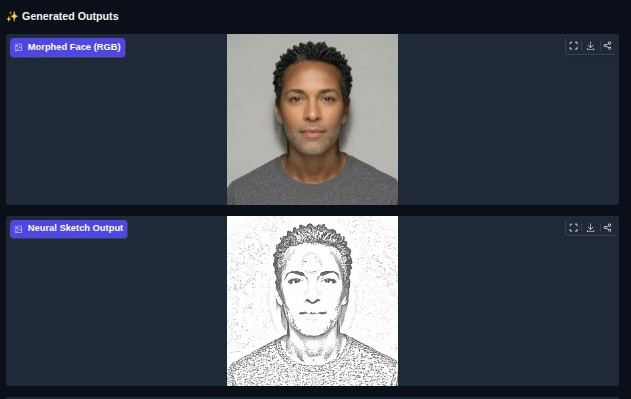 ✨ Generated Outputs
Morphed Face (RGB)
Neural Sketch Output